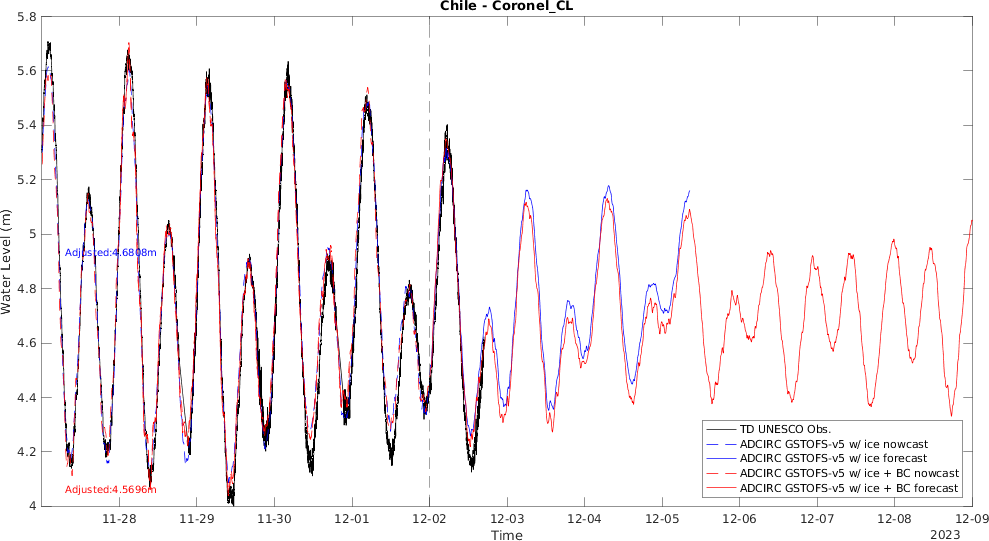 Chile - Coronel_CL
5.8
5.6
5.4
5.2
5
4.8
4.6
4.4
4.2
4
Water Level (m)
Adjusted:4.6808m
Adjusted:4.5696m
TD UNESCO Obs.
ADCIRC GSTOFS-v5 w/ ice nowcast
ADCIRC GSTOFS-v5 w/ ice forecast
ADCIRC GSTOFS-v5 w/ ice + BC nowcast
ADCIRC GSTOFS-v5 w/ ice + BC forecast
11-28 11-29 11-30 12-01 12-02 12-03 12-04 12-05 12-06 12-07 12-08 12-09
Time
2023